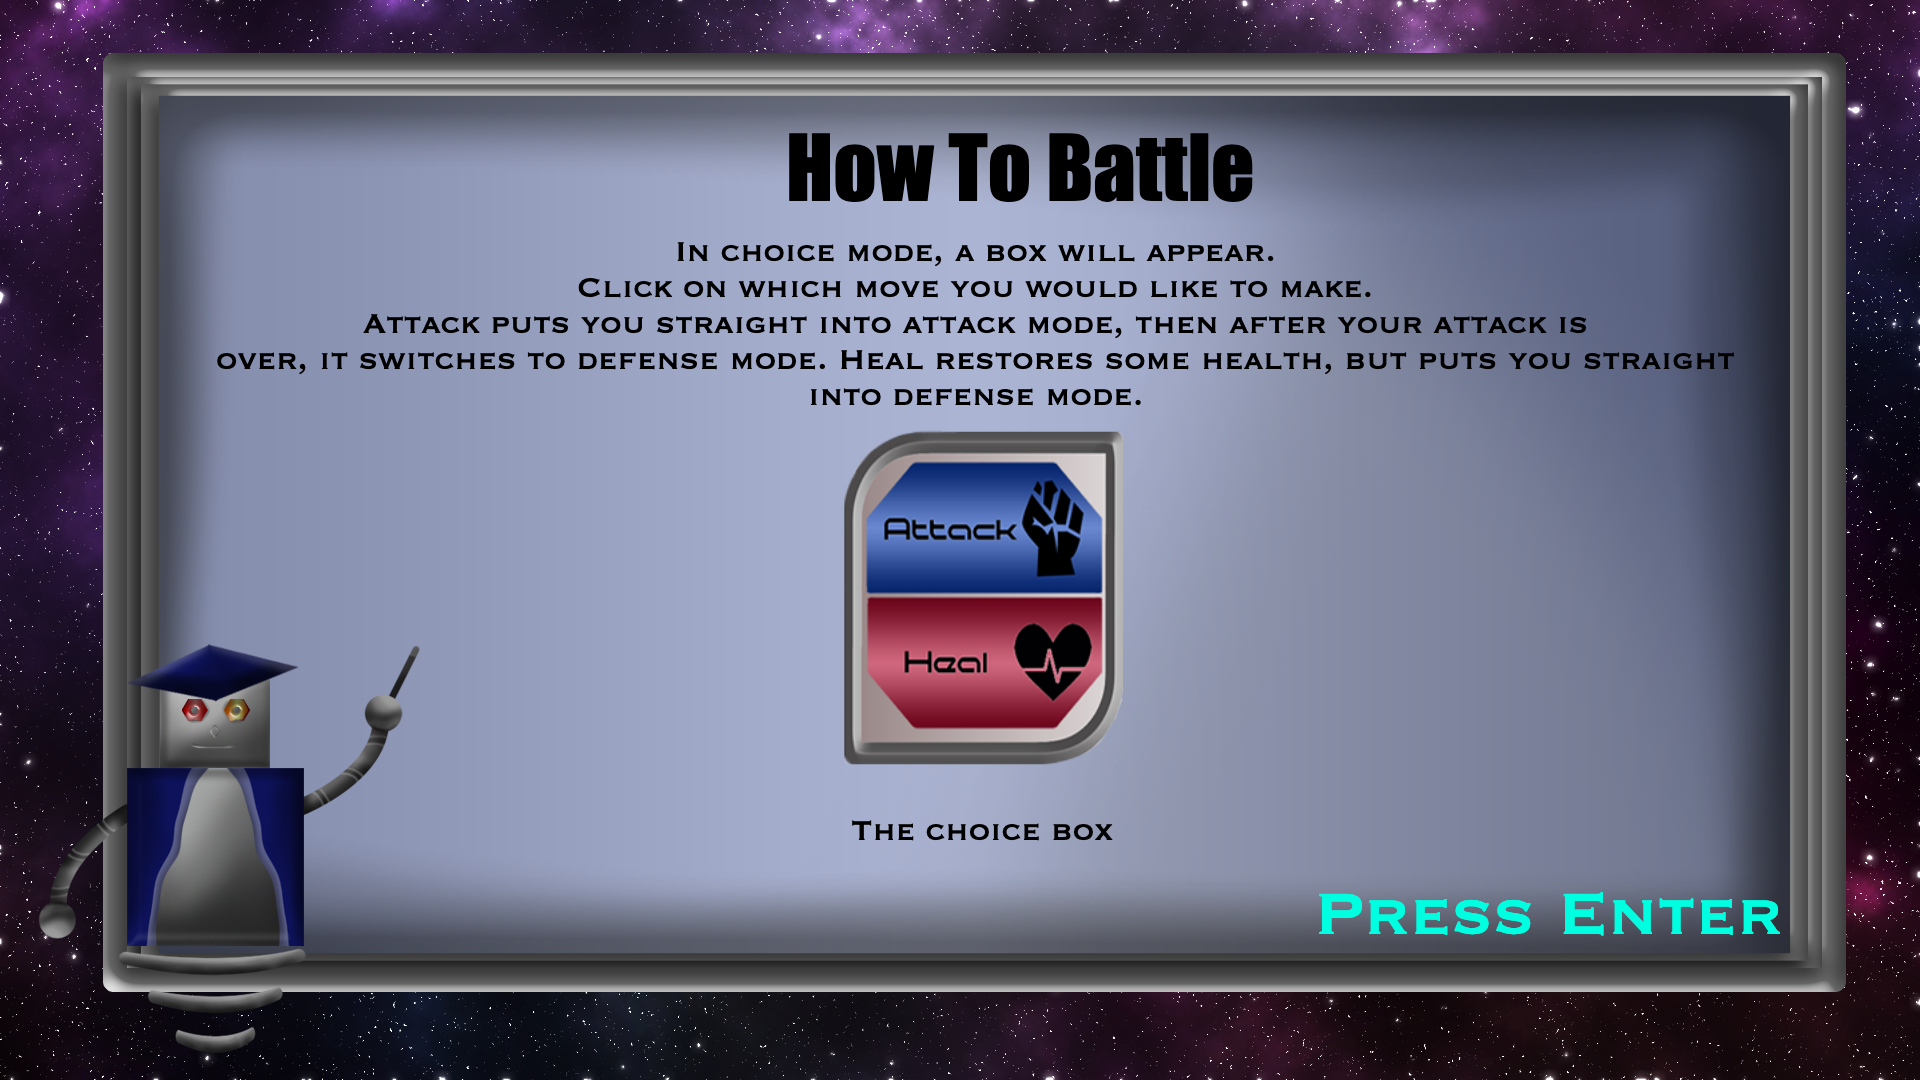 How To Battle
In choice mode, a box will appear.
Click on which move you would like to make.
Attack puts you straight into attack mode, then after your attack is
over, it switches to defense mode. Heal restores some health, but puts you straight
into defense mode.
Attack
Heal
The choice box
Press Enter